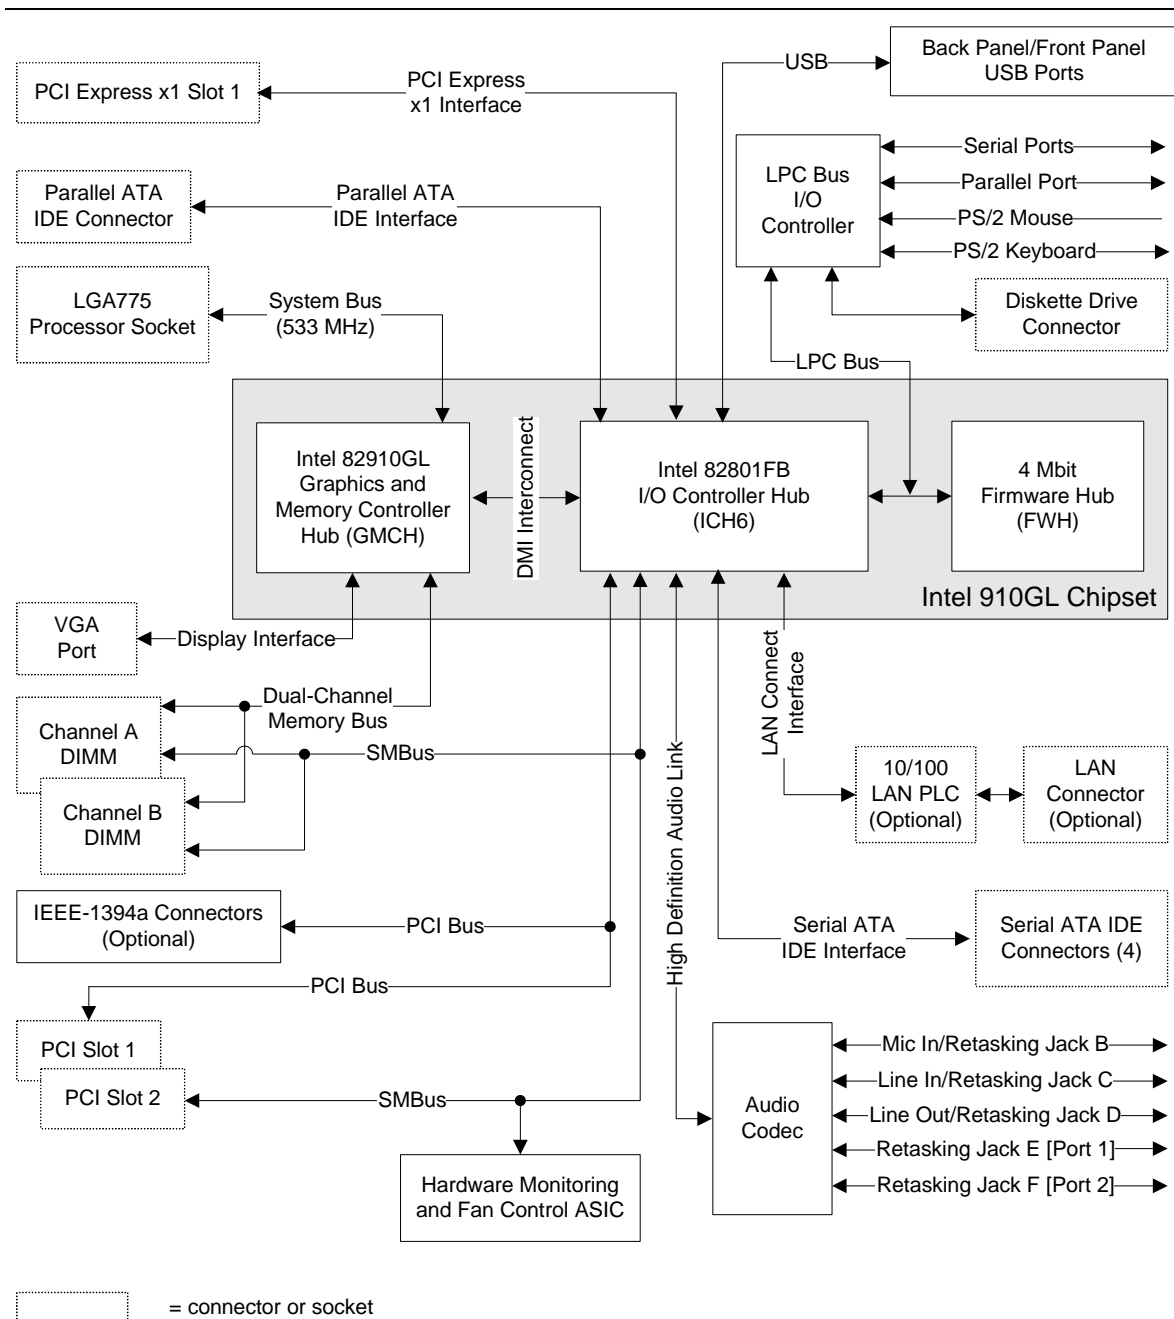 Back Panel/Front Panel
USB Ports
USB
PCI Express x1 Slot 1
PCI Express
x1 Interface
LPC Bus
I/O
Controller
Serial Ports
Parallel Port
PS/2 Mouse
PS/2 Keyboard
Parallel ATA
IDE Connector
Parallel ATA
IDE Interface
LGA775
Processor Socket
System Bus
(533 MHz)
Diskette Drive
Connector
LPC Bus
Intel 82910GL
Graphics and
Memory Controller
Hub (GMCH)
DMI Interconnect
Intel 82801FB
I/O Controller Hub
(ICH6)
4 Mbit
Firmware Hub
(FWH)
Intel 910GL Chipset
VGA
Port
Display Interface
Dual-Channel
Memory Bus
Channel A
DIMM
SMBus
Channel B
DIMM
High Definition Audio Link
LAN Connect
Interface
10/100
LAN PLC
(Optional)
LAN
Connector
(Optional)
IEEE-1394a Connectors
(Optional)
PCI Bus
PCI Bus
Serial ATA
IDE Interface
Serial ATA IDE
Connectors (4)
PCI Slot 1
PCI Slot 2
SMBus
Hardware Monitoring
and Fan Control ASIC
Audio
Codec
Mic In/Retasking Jack B
Line In/Retasking Jack C
Line Out/Retasking Jack D
Retasking Jack E [Port 1]
Retasking Jack F [Port 2]
= connector or socket